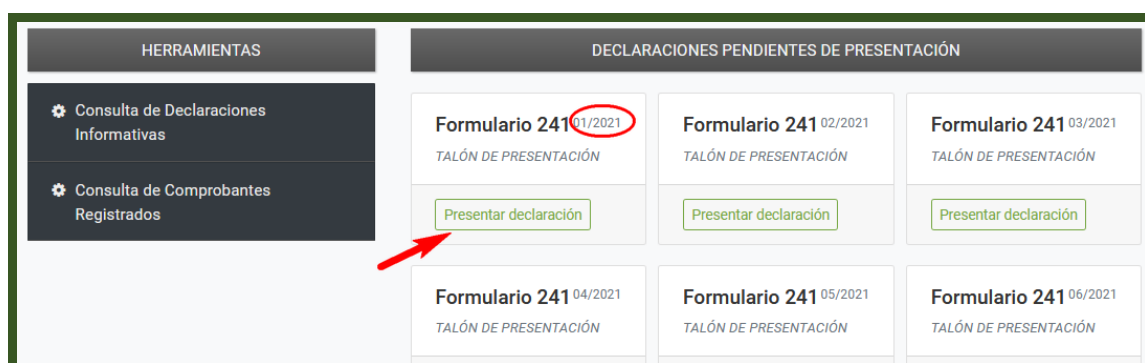 HERRAMIENTAS
Consulta de Declaraciones
Informativas
Consulta de Comprobantes
Registrados
DECLARACIONES PENDIENTES DE PRESENTACIÓN
Formulario 241 01/2021
TALÓN DE PRESENTACIÓN
Presentar declaración
Formulario 241 02/2021
TALÓN DE PRESENTACIÓN
Presentar declaración
Formulario 241 03/2021
TALÓN DE PRESENTACIÓN
Presentar declaración
Formulario 241 04/2021
TALÓN DE PRESENTACIÓN
Formulario 241 05/2021
TALÓN DE PRESENTACIÓN
Formulario 241 06/2021
TALÓN DE PRESENTACIÓN